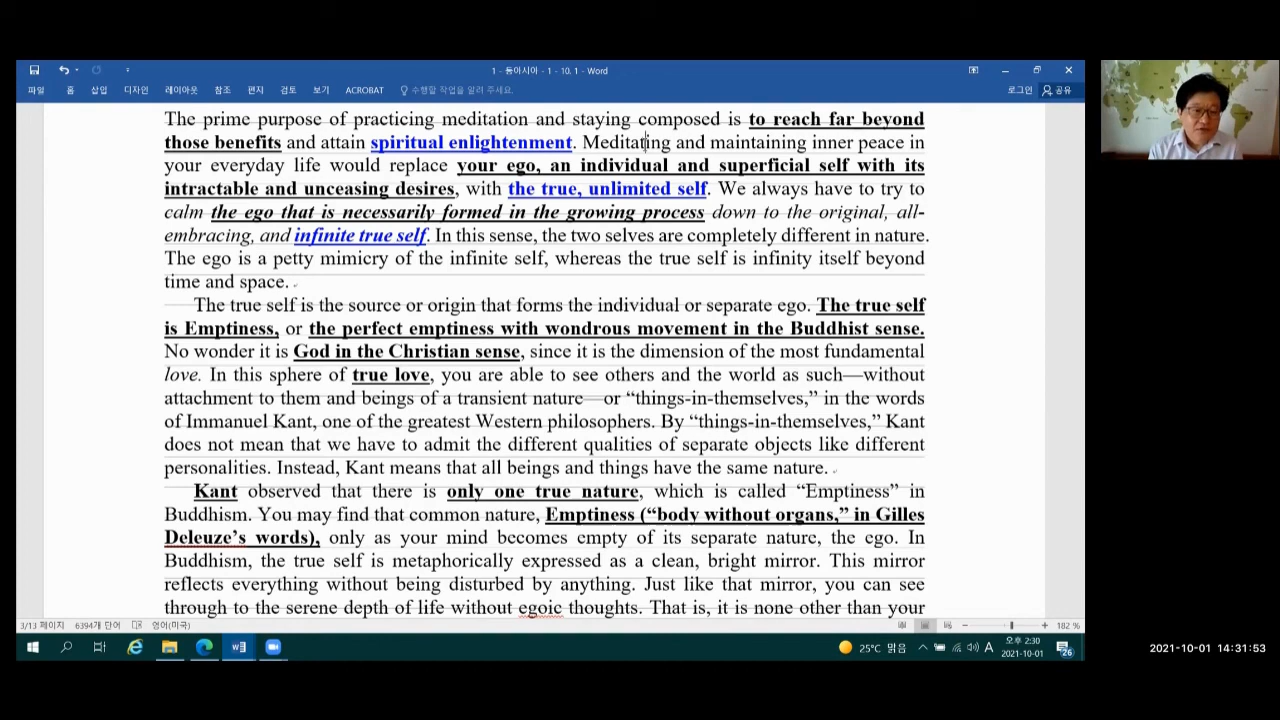 1 - 동아시아 - 1 - 10. 1 - Word
파일 홈 삽입 디자인 레이아웃 참조 편지 검토 보기 ACROBAT 수행할 작업을 알려 주세요. 로그인 공유
The prime purpose of practicing meditation and staying composed is to reach far beyond
those benefits and attain spiritual enlightenment. Meditating and maintaining inner peace in
your everyday life would replace your ego, an individual and superficial self with its
intractable and unceasing desires, with the true, unlimited self. We always have to try to
calm the ego that is necessarily formed in the growing process down to the original, all-
embracing, and infinite true self. In this sense, the two selves are completely different in nature.
The ego is a petty mimicry of the infinite self, whereas the true self is infinity itself beyond
time and space.
The true self is the source or origin that forms the individual or separate ego. The true self
is Emptiness, or the perfect emptiness with wondrous movement in the Buddhist sense.
No wonder it is God in the Christian sense, since it is the dimension of the most fundamental
love. In this sphere of true love, you are able to see others and the world as such—without
attachment to them and beings of a transient nature—or “things-in-themselves,” in the words
of Immanuel Kant, one of the greatest Western philosophers. By “things-in-themselves,” Kant
does not mean that we have to admit the different qualities of separate objects like different
personalities. Instead, Kant means that all beings and things have the same nature.
Kant observed that there is only one true nature, which is called “Emptiness” in
Buddhism. You may find that common nature, Emptiness (“body without organs,” in Gilles
Deleuze’s words), only as your mind becomes empty of its separate nature, the ego. In
Buddhism, the true self is metaphorically expressed as a clean, bright mirror. This mirror
reflects everything without being disturbed by anything. Just like that mirror, you can see
through to the serene depth of life without egoic thoughts. That is, it is none other than your
3/13 페이지 6394개 단어 영어(미국) 182 %
25°C 맑음 A 오후 2:30
2021-10-01
26
2021-10-01 14:31:53